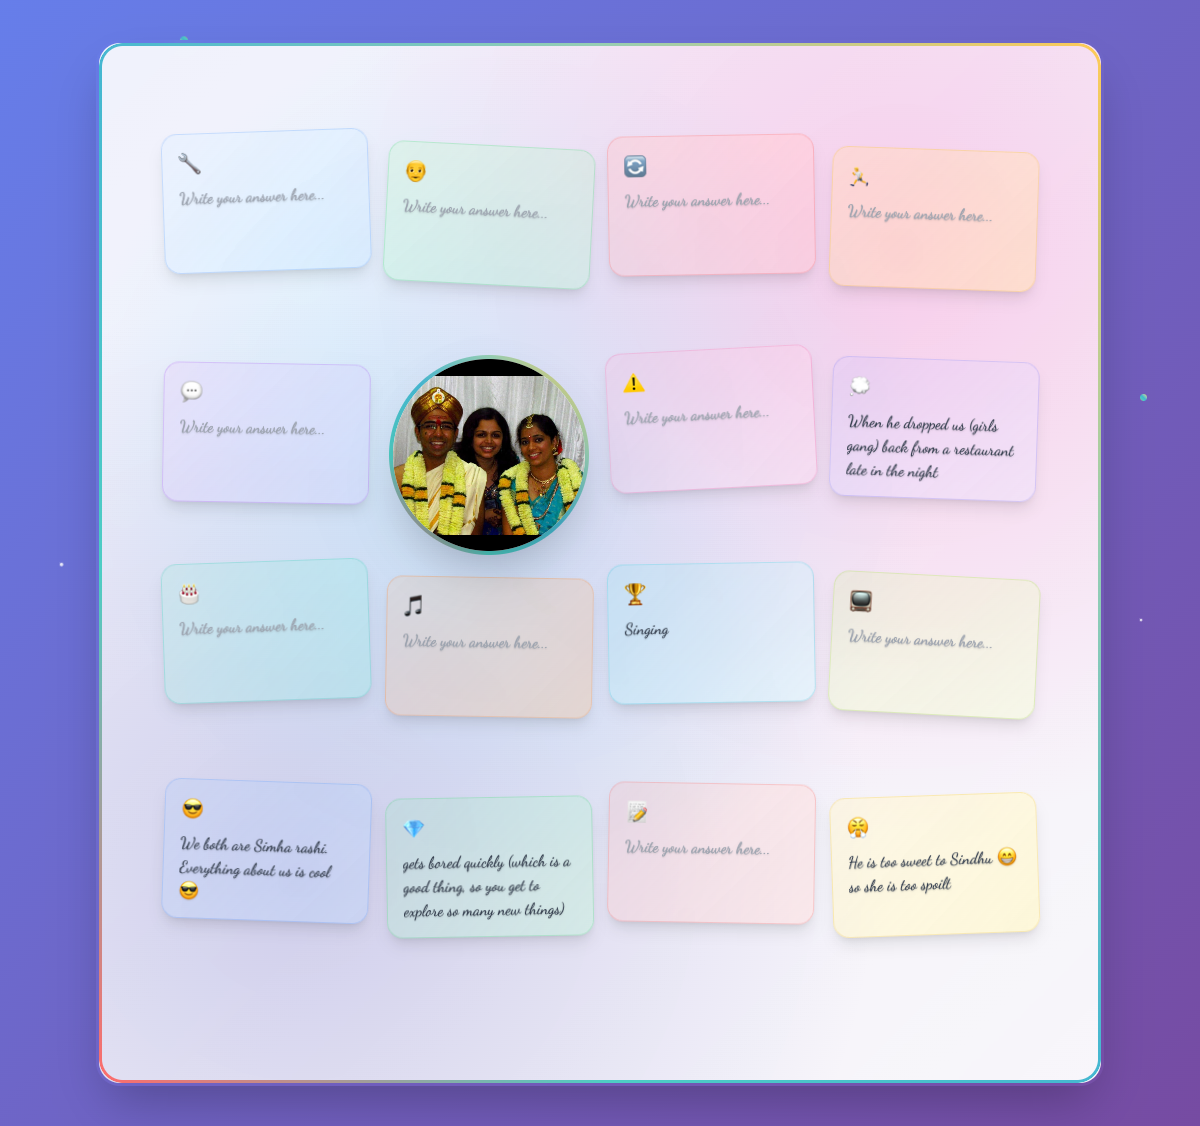 Write your answer here...
Write your answer here...
Write your answer here...
Write your answer here...
Write your answer here...
Write your answer here...
When he dropped us (girls
gang) back from a restaurant
late in the night
Write your answer here...
Write your answer here...
Singing
Write your answer here...
We both are Simha rashi.
Everything about us is cool
😎
gets bored quickly (which is a
good thing, so you get to
explore so many new things)
Write your answer here...
He is too sweet to Sindhu 😁
so she is too spoilt